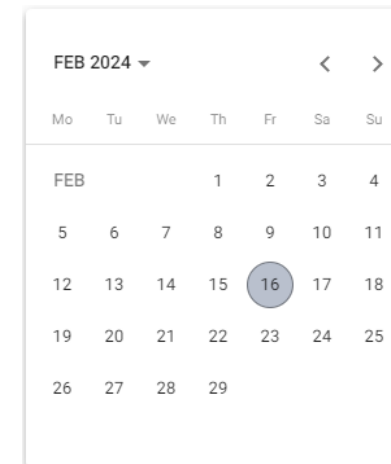 FEB 2024
Mo Tu We Th Fr Sa Su
FEB 1 2 3 4
5 6 7 8 9 10 11
12 13 14 15 16 17 18
19 20 21 22 23 24 25
26 27 28 29